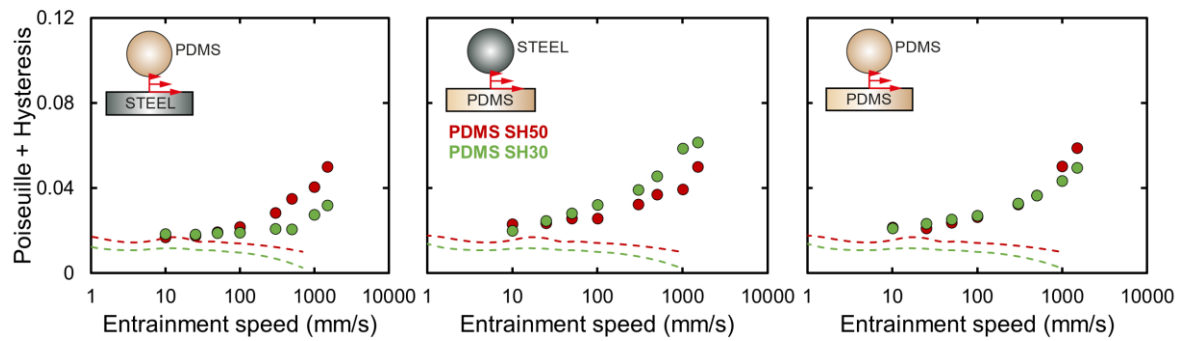 Poiseuille + Hysteresis
0.12
0.08
0.04
0
PDMS
STEEL
1
10
100
1000
10000
Entrainment speed (mm/s)
STEEL
PDMS
PDMS SH50
PDMS SH30
1
10
100
1000
10000
Entrainment speed (mm/s)
PDMS
PDMS
1
10
100
1000
10000
Entrainment speed (mm/s)